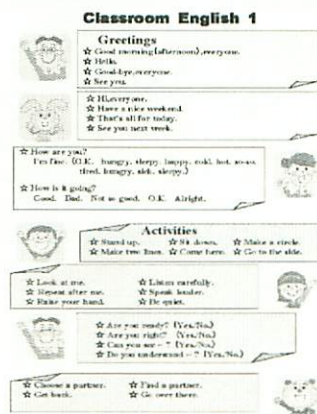 Classroom English 1
Greetings
☆ Good morning (afternoon), everyone.
☆ Hello.
☆ Good-bye, everyone.
☆ See you.
☆ Hi, everyone.
☆ Have a nice weekend.
☆ That's all for today.
☆ See you next week.
☆ How are you?
I'm fine. (O.K. hungry, sleepy, happy, cold, hot, so-so,
tired, hungry, sick, sleepy.)
☆ How is it going?
Good. Bad. Not so good. O.K. Alright.
Activities
☆ Stand up. ☆ Sit down. ☆ Make a circle.
☆ Make two lines. ☆ Come here. ☆ Go to the side.
☆ Look at me. ☆ Listen carefully.
☆ Repeat after me. ☆ Speak louder.
☆ Raise your hand. ☆ Be quiet.
☆ Are you ready? (Yes/No.)
☆ Are you right? (Yes/No.)
☆ Can you see ~ ? (Yes/No.)
☆ Do you understand ~ ? (Yes/No.)
☆ Choose a partner. ☆ Find a partner.
☆ Get back. ☆ Go over there.